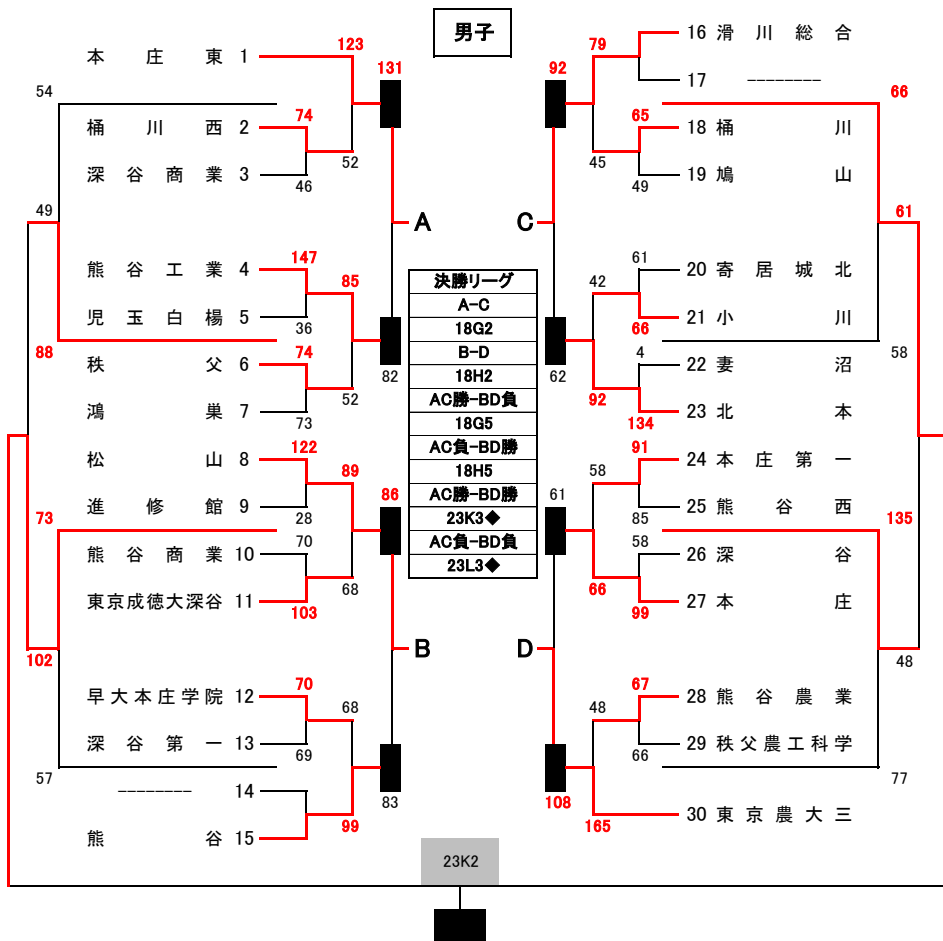 男子
本庄東 1
123
131
54
74
桶川西 2
52
深谷商業 3
46
49
A
147
熊谷工業 4
85
児玉白楊 5
36
88
74
秩父 6
82
52
鴻巣 7
73
122
松山 8
89
86
進修館 9
28
73
70
熊谷商業 10
68
東京成徳大深谷 11
103
B
102
70
早大本庄学院 12
68
深谷第一 13
69
57
-------- 14
83
99
熊谷 15
決勝リーグ
A-C
18G2
B-D
18H2
AC勝-BD負
18G5
AC負-BD勝
18H5
AC勝-BD勝
23K3◆
AC負-BD負
23L3◆
79
16 滑川総合
92
17 --------
66
65
18 桶川
45
19 鳩山
49
61
C
61
20 寄居城北
42
21 小川
66
4
22 妻沼
58
62
92
23 北本
134
91
24 本庄第一
58
61
25 熊谷西
85
135
58
26 深谷
66
27 本庄
99
D
48
67
28 熊谷農業
48
29 秩父農工科学
66
77
108
165
30 東京農大三
23K2